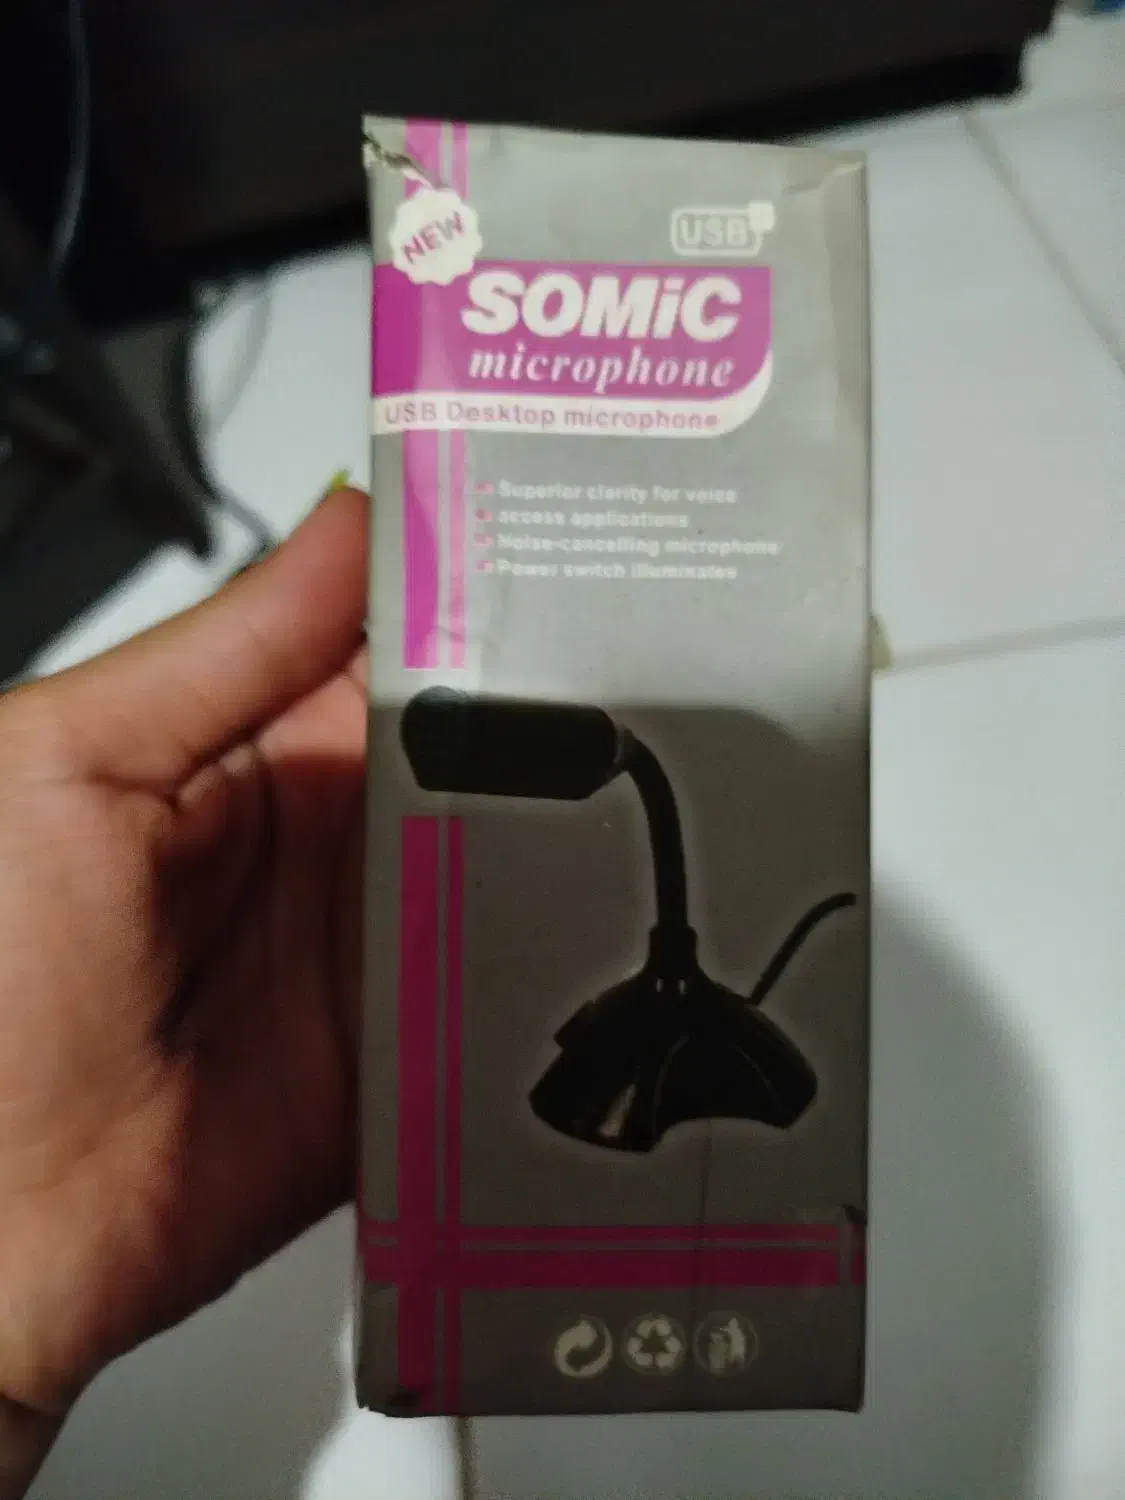 NEW
USB
SOMiC
microphone
USB Desktop microphone
Superior clarity for voice
access applications
Noise-cancelling microphone
Power switch illuminates